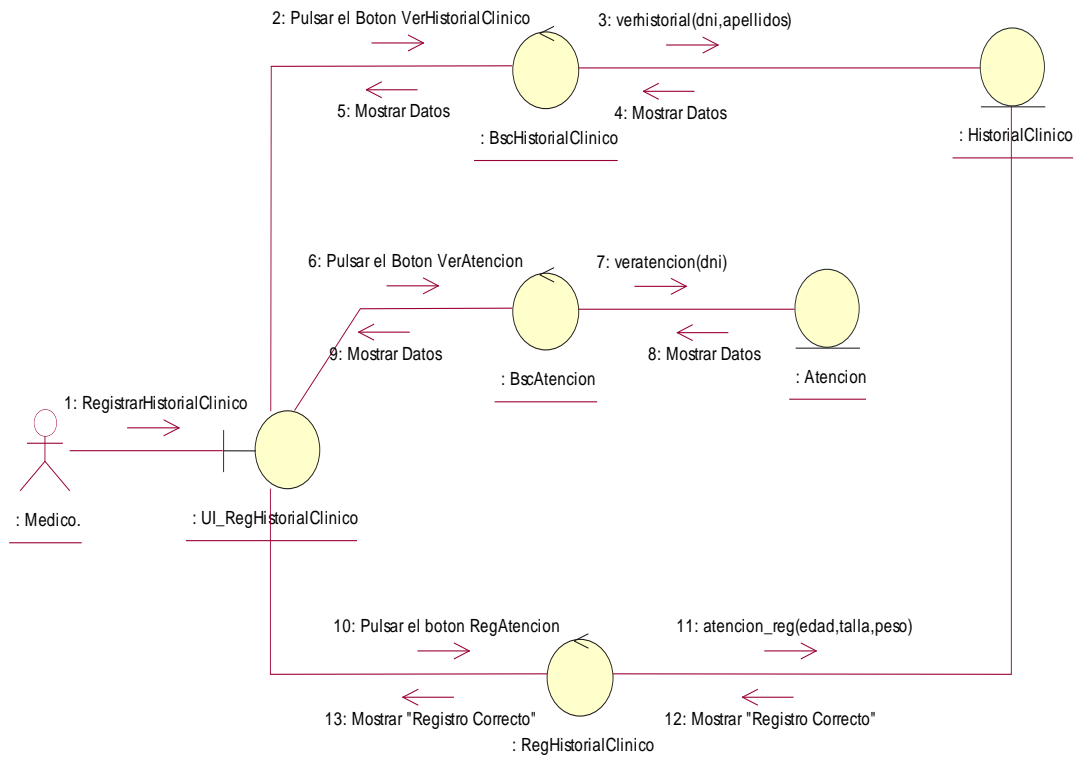 2: Pulsar el Boton VerHistorialClinico
3: verhistorial(dni,apellidos)
5: Mostrar Datos
4: Mostrar Datos
: BscHistorialClinico
: HistorialClinico
6: Pulsar el Boton VerAtencion
7: veratencion(dni)
9: Mostrar Datos
8: Mostrar Datos
: BscAtencion
: Atencion
1: RegistrarHistorialClinico
: Medico.
: UI_RegHistorialClinico
10: Pulsar el boton RegAtencion
11: atencion_reg(edad,talla,peso)
13: Mostrar "Registro Correcto"
12: Mostrar "Registro Correcto"
: RegHistorialClinico